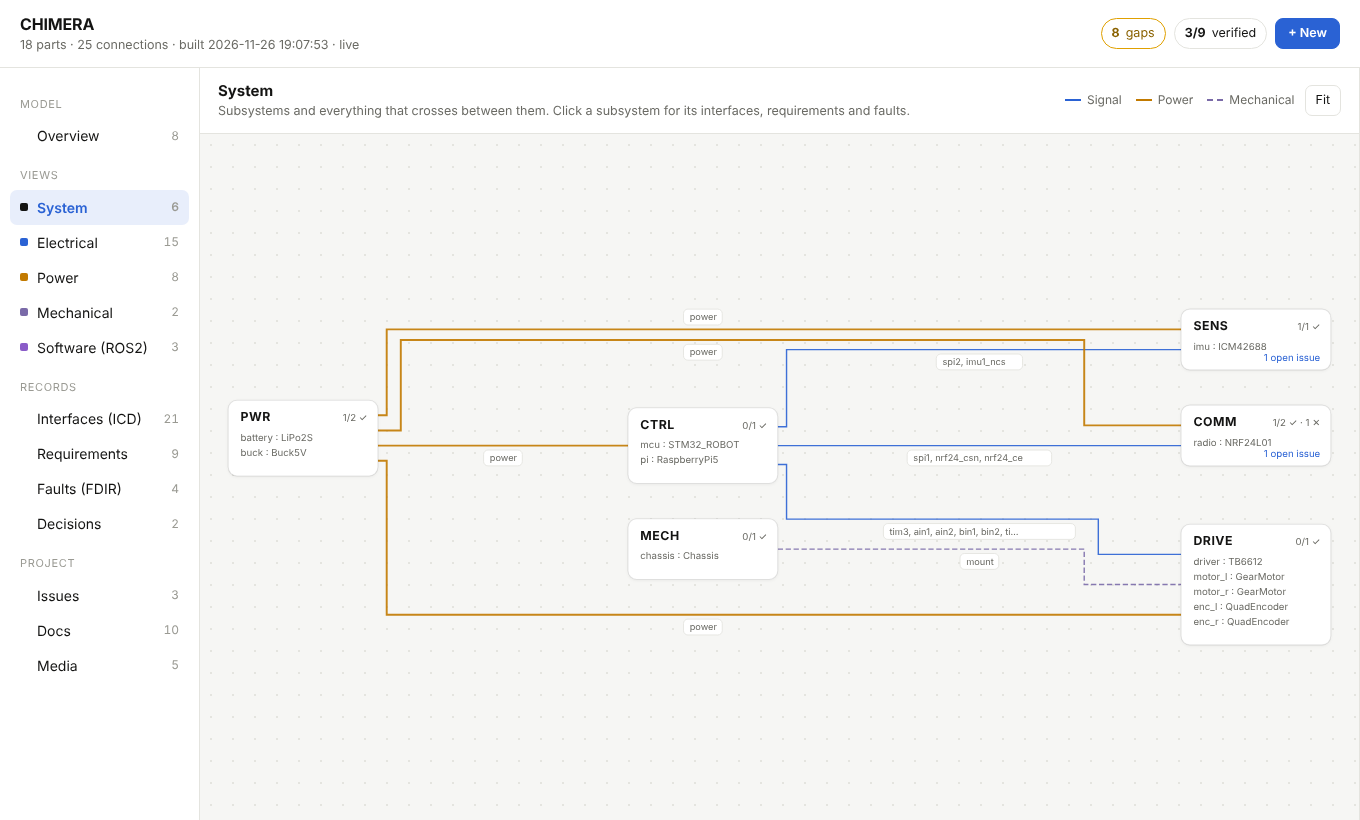 CHIMERA
18 parts · 25 connections · built 2026-11-26 19:07:53 · live
8 gaps
3/9 verified
+ New
MODEL
Overview 8
VIEWS
System 6
Electrical 15
Power 8
Mechanical 2
Software (ROS2) 3
RECORDS
Interfaces (ICD) 21
Requirements 9
Faults (FDIR) 4
Decisions 2
PROJECT
Issues 3
Docs 10
Media 5
System
Subsystems and everything that crosses between them. Click a subsystem for its interfaces, requirements and faults.
Signal
Power
Mechanical
Fit
power
power
spi2, imu1_ncs
SENS 1/1 ✓
imu : ICM42688
1 open issue
PWR 1/2 ✓
battery : LiPo2S
buck : Buck5V
power
CTRL 0/1 ✓
mcu : STM32_ROBOT
pi : RaspberryPi5
spi1, nrf24_csn, nrf24_ce
COMM 1/2 ✓ · 1 ✕
radio : NRF24L01
1 open issue
MECH 0/1 ✓
chassis : Chassis
tim3, ain1, ain2, bin1, bin2, ti...
mount
DRIVE 0/1 ✓
driver : TB6612
motor_l : GearMotor
motor_r : GearMotor
enc_l : QuadEncoder
enc_r : QuadEncoder
power